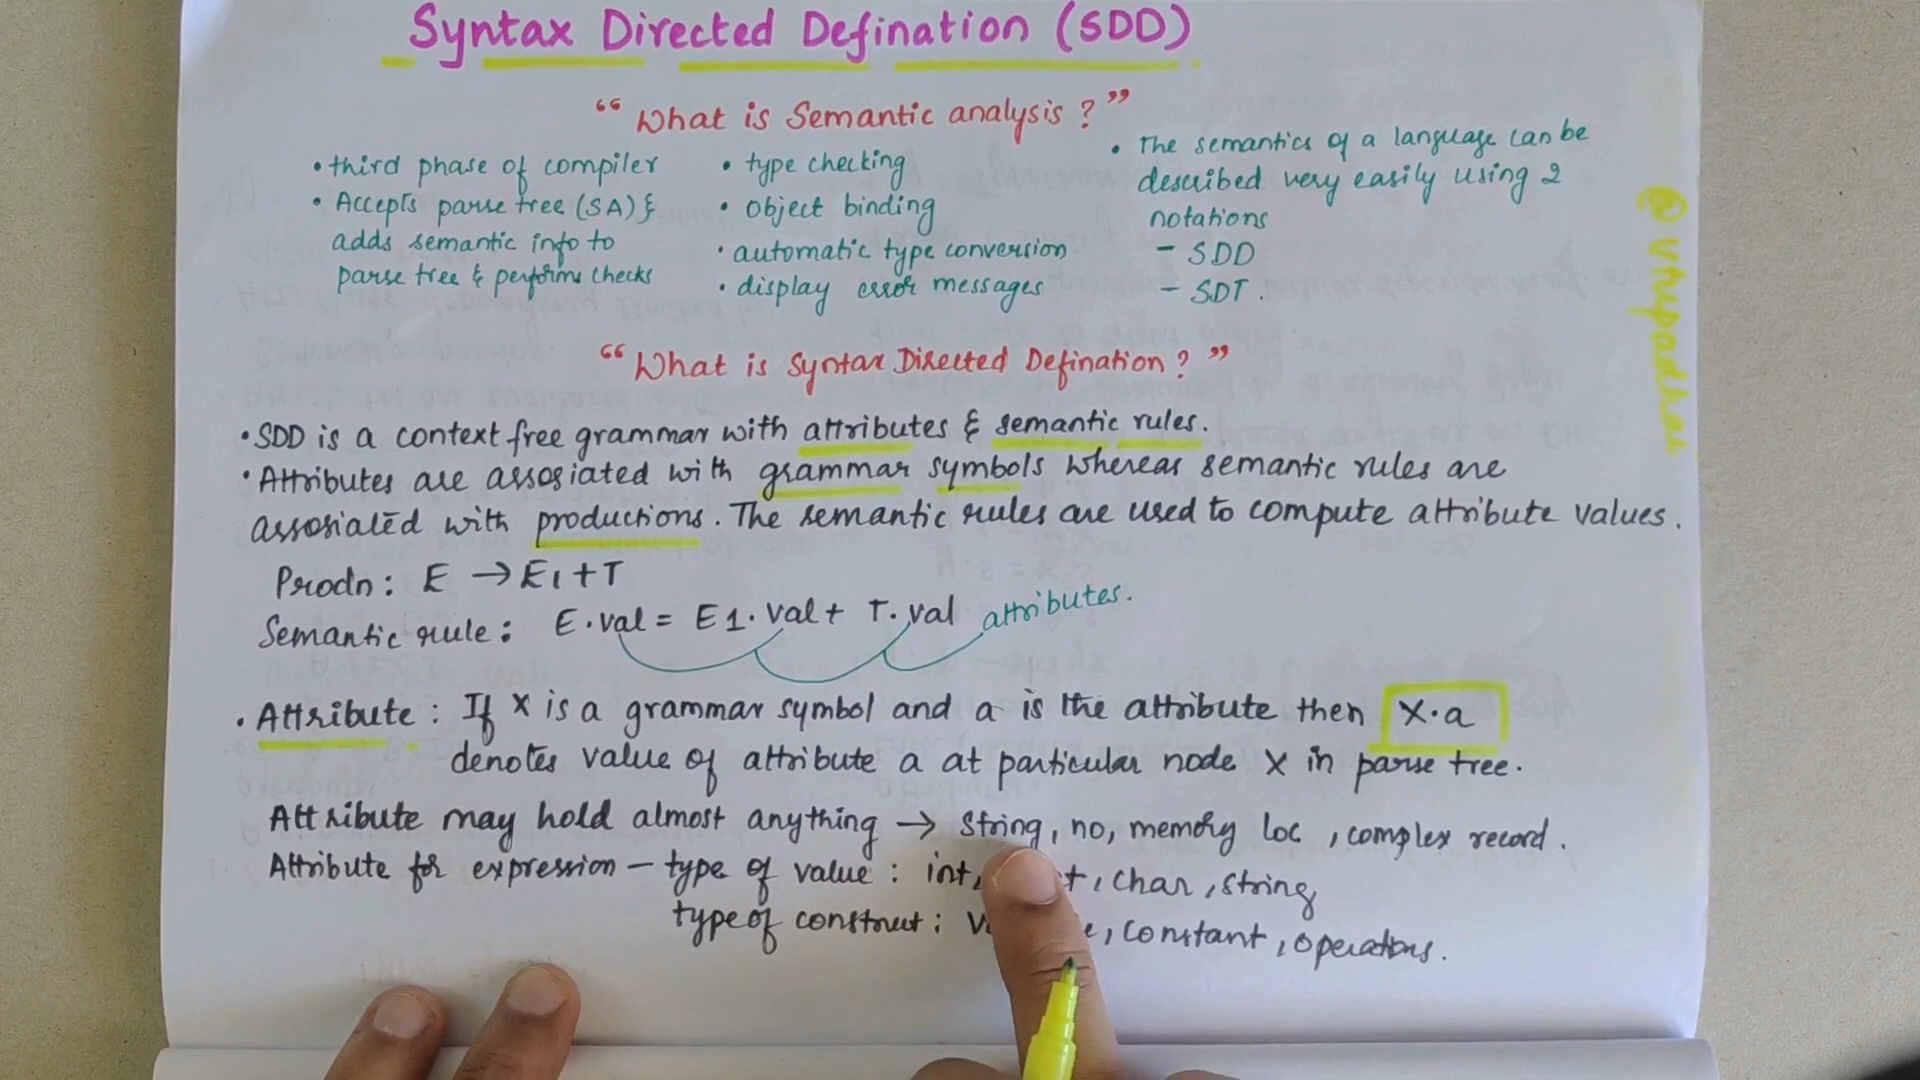 Syntax Directed Defination (SDD)
“What is Semantic analysis?”
• third phase of compiler
• Accepts parse tree (SA) &
adds semantic info to
parse tree & performs checks
• type checking
• object binding
• automatic type conversion
• display error messages
• The semantics of a language can be
described very easily using 2
notations
- SDD
- SDT.
“What is Syntax Directed Defination?”
• SDD is a context free grammar with attributes & semantic rules.
• Attributes are assosiated with grammar symbols whereas semantic rules are
assosiated with productions. The semantic rules are used to compute attribute values.
Prodn: E → E1 + T
Semantic rule: E.val = E1.val + T.val attributes.
• Attribute: If X is a grammar symbol and a is the attribute then X.a
denotes value of attribute a at particular node X in parse tree.
Attribute may hold almost anything → string, no, memory loc, complex record.
Attribute for expression - type of value: int, t, char, string
type of construct: V e, constant, operations.
@vtupadhai